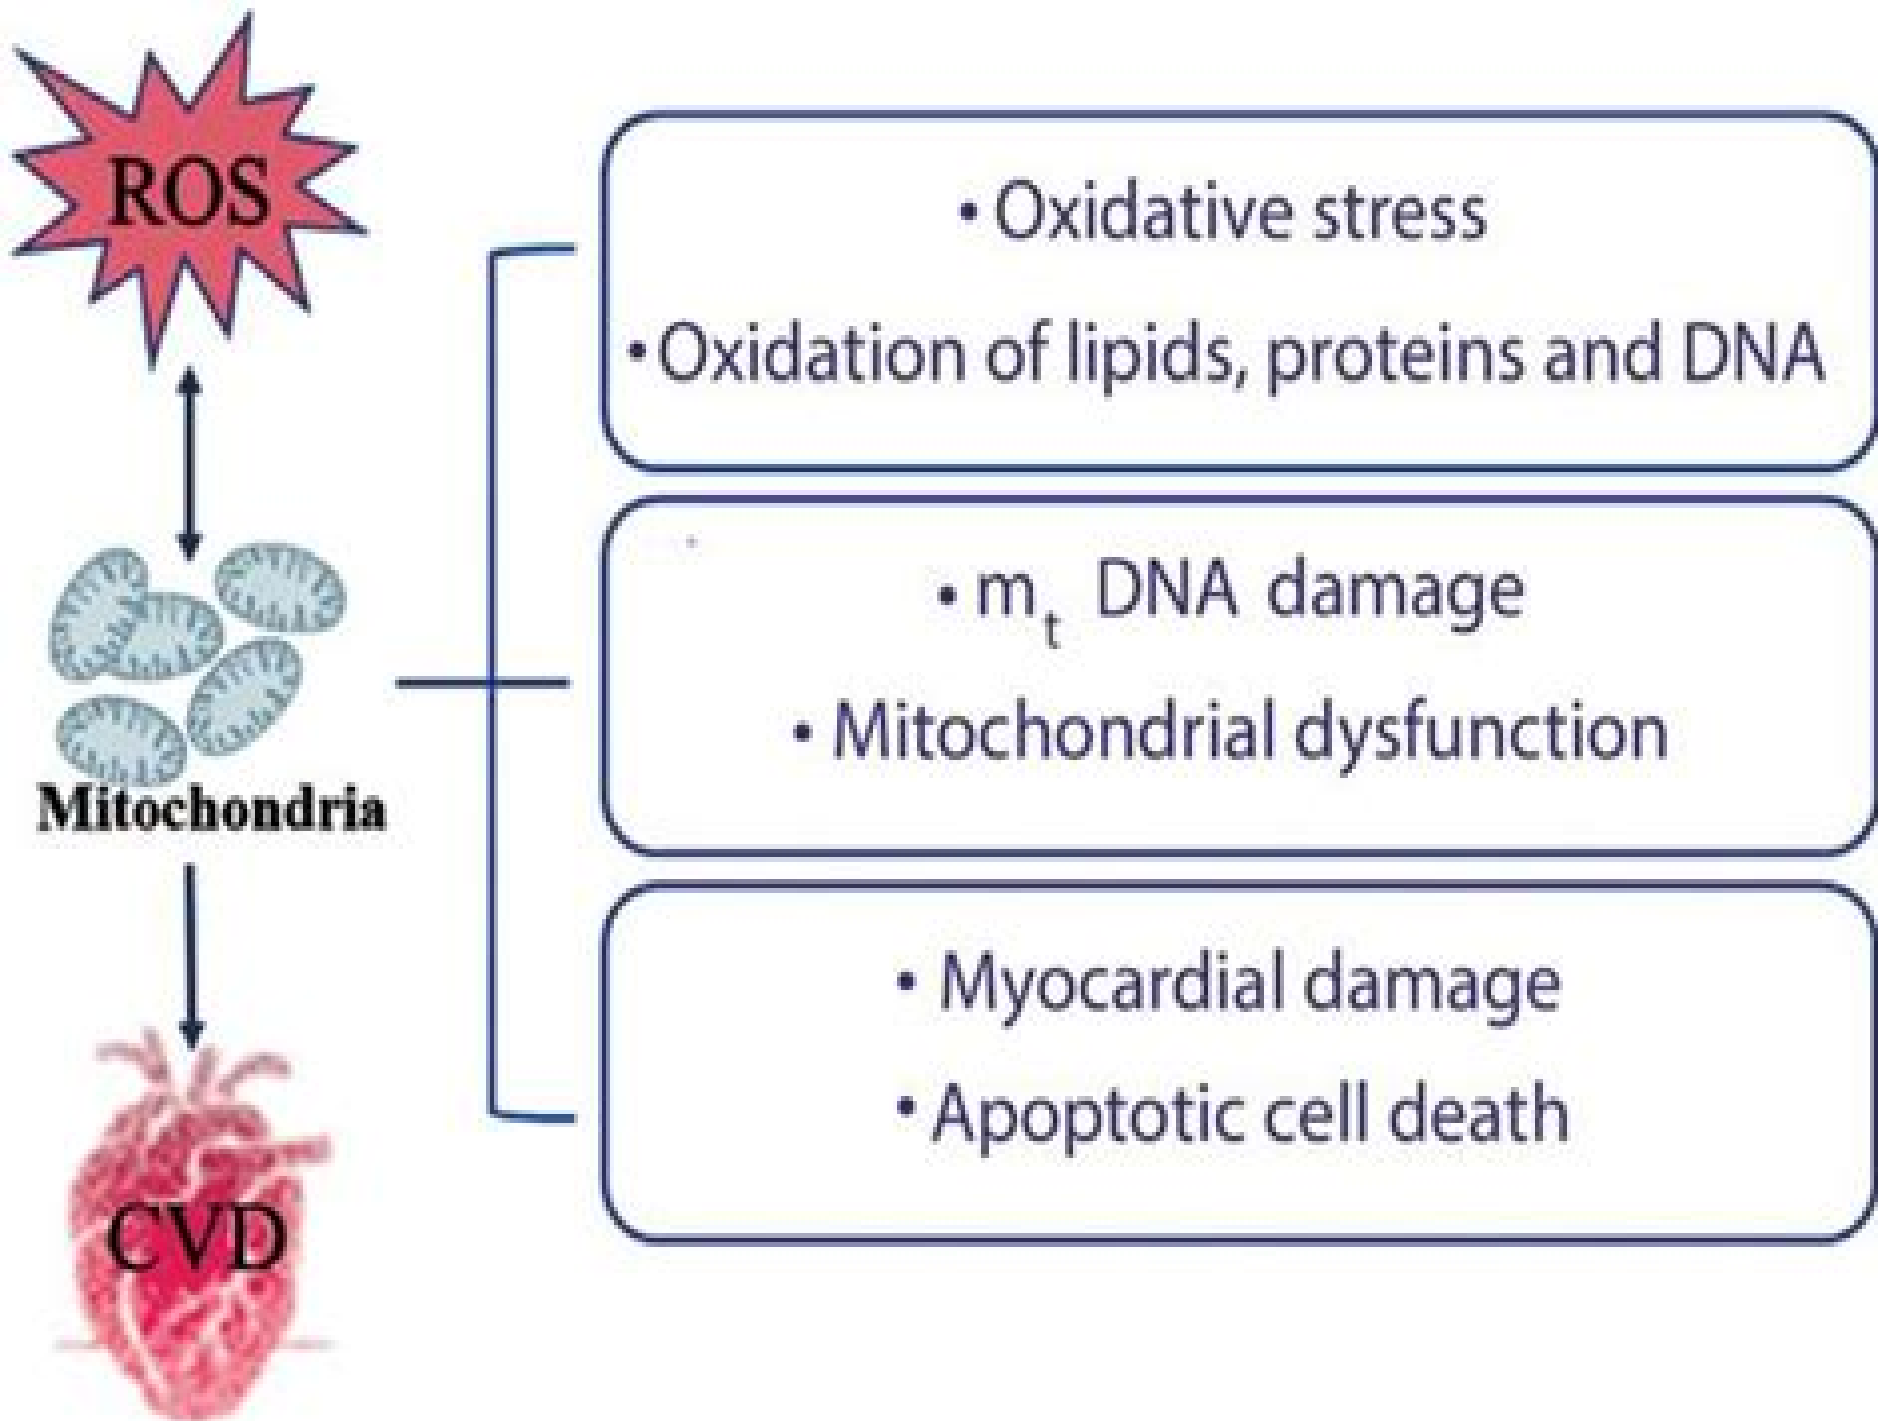 ROS
Mitochondria
CVD
• Oxidative stress
• Oxidation of lipids, proteins and DNA
• mt DNA damage
• Mitochondrial dysfunction
• Myocardial damage
• Apoptotic cell death